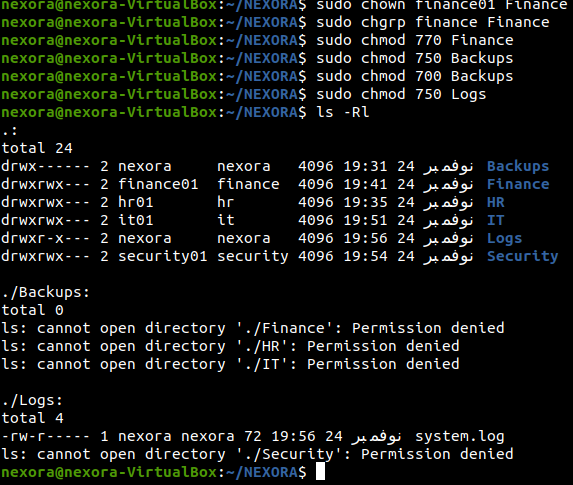 nexora@nexora-VirtualBox:~/NEXORA$ sudo chown finance01 Finance
nexora@nexora-VirtualBox:~/NEXORA$ sudo chgrp finance Finance
nexora@nexora-VirtualBox:~/NEXORA$ sudo chmod 770 Finance
nexora@nexora-VirtualBox:~/NEXORA$ sudo chmod 750 Backups
nexora@nexora-VirtualBox:~/NEXORA$ sudo chmod 700 Backups
nexora@nexora-VirtualBox:~/NEXORA$ sudo chmod 750 Logs
nexora@nexora-VirtualBox:~/NEXORA$ ls -Rl
.:
total 24
drwx------ 2 nexora     nexora   4096 19:31 24 نوفمبر Backups
drwxrwx--- 2 finance01  finance  4096 19:41 24 نوفمبر Finance
drwxrwx--- 2 hr01       hr       4096 19:35 24 نوفمبر HR
drwxrwx--- 2 it01       it       4096 19:51 24 نوفمبر IT
drwxr-x--- 2 nexora     nexora   4096 19:56 24 نوفمبر Logs
drwxrwx--- 2 security01 security 4096 19:54 24 نوفمبر Security
./Backups:
total 0
ls: cannot open directory './Finance': Permission denied
ls: cannot open directory './HR': Permission denied
ls: cannot open directory './IT': Permission denied
./Logs:
total 4
-rw-r----- 1 nexora nexora 72 19:56 24 نوفمبر system.log
ls: cannot open directory './Security': Permission denied
nexora@nexora-VirtualBox:~/NEXORA$